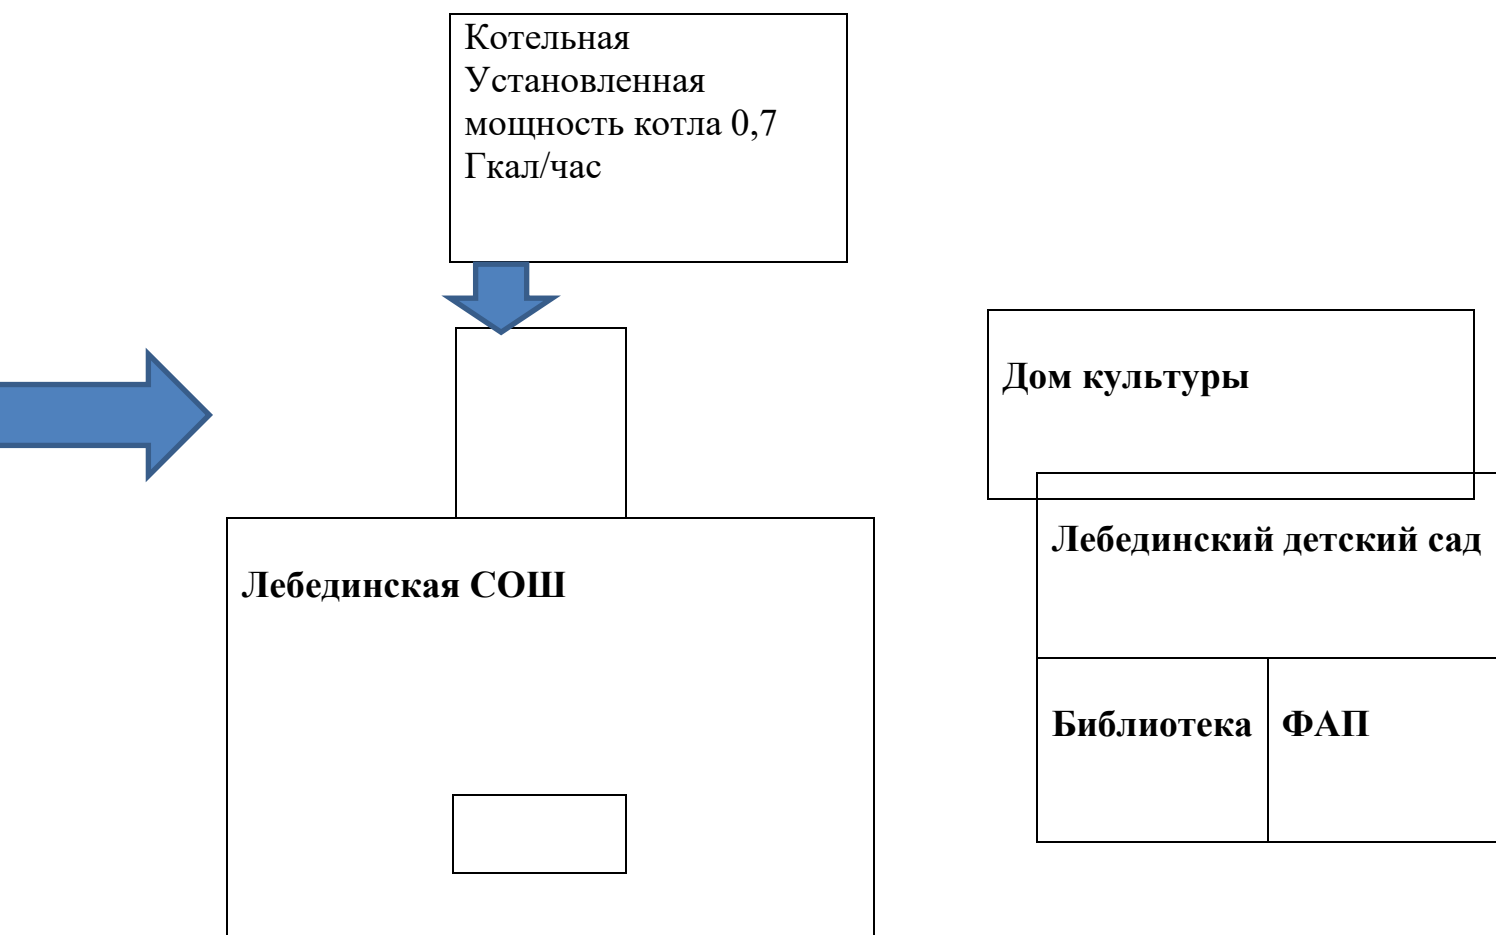 Котельная
Установленная
мощность котла 0,7
Гкал/час
Дом культуры
Лебединский детский сад
Лебединская СОШ
Библиотека
ФАП